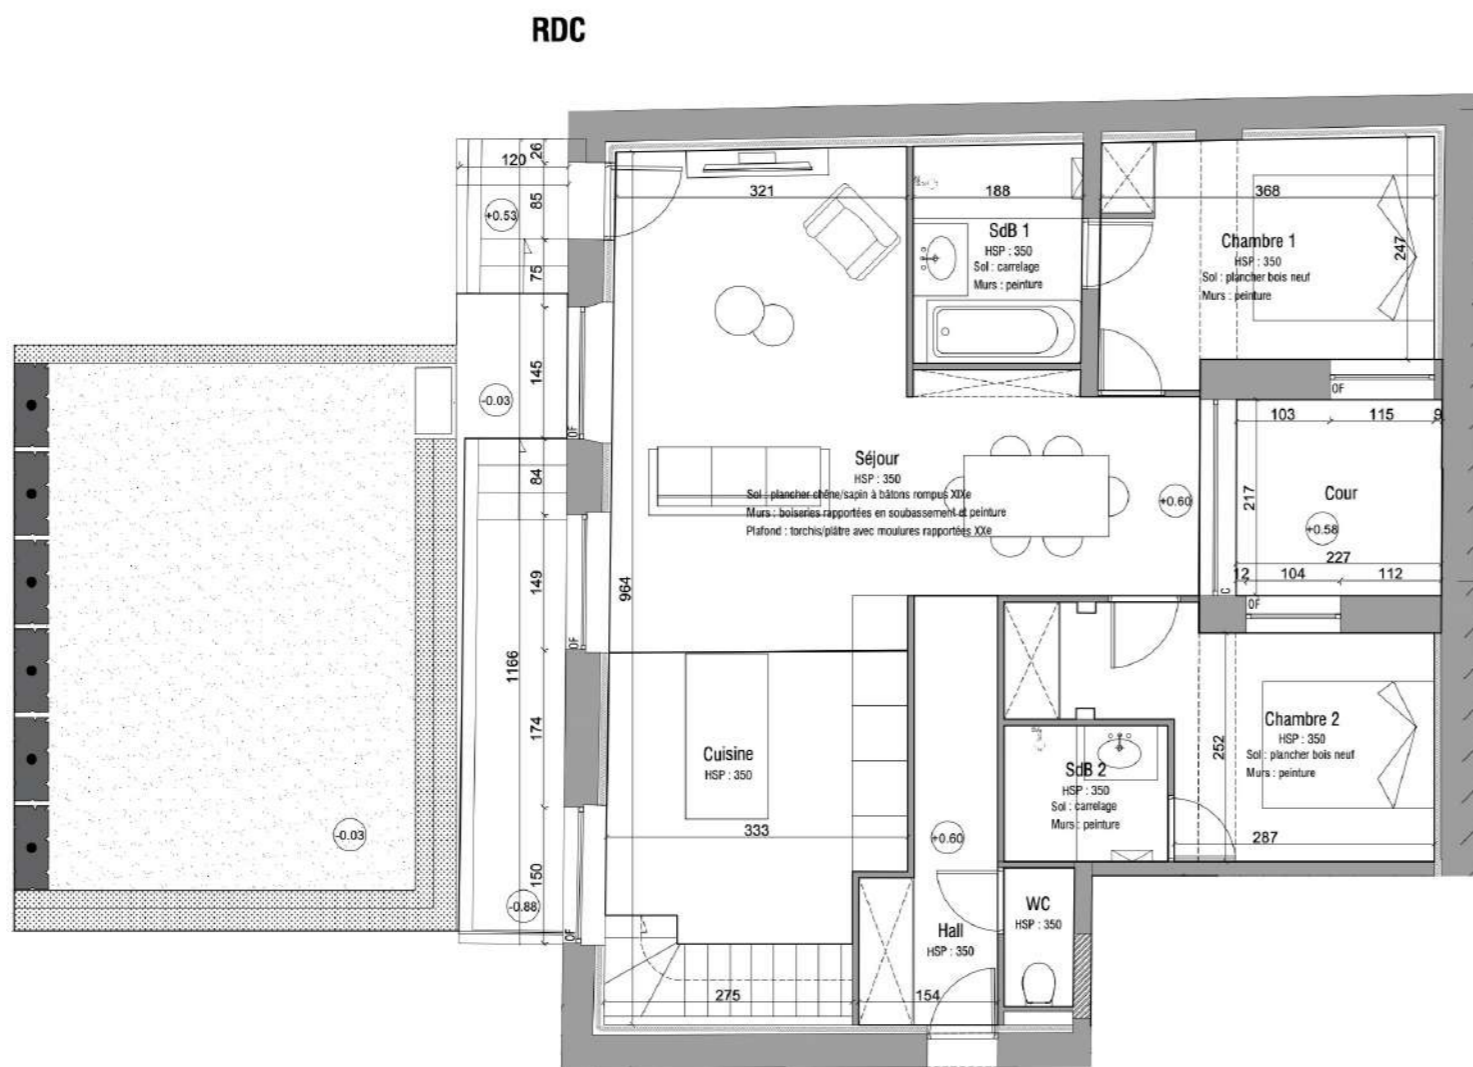 RDC
120
26
+0.53
85
75
321
188
368
SdB 1
HSP : 350
Sol : carrelage
Murs : peinture
Chambre 1
HSP : 350
Sol : plancher bois neuf
Murs : peinture
247
145
-0.03
OF
OF
103
115
9
84
Séjour
HSP : 350
Sol : plancher chêne/sapin à bâtons rompus XIXe
Murs : boiseries rapportées en soubassement et peinture
Plafond : torchis/plâtre avec moulures rapportées XXe
+0.60
217
Cour
+0.58
227
12
104
112
C
OF
149
964
OF
1166
174
Cuisine
HSP : 350
333
Chambre 2
HSP : 350
Sol : plancher bois neuf
Murs : peinture
252
SdB 2
HSP : 350
Sol : carrelage
Murs : peinture
287
-0.03
+0.60
150
-0.88
OF
WC
HSP : 350
Hall
HSP : 350
275
154